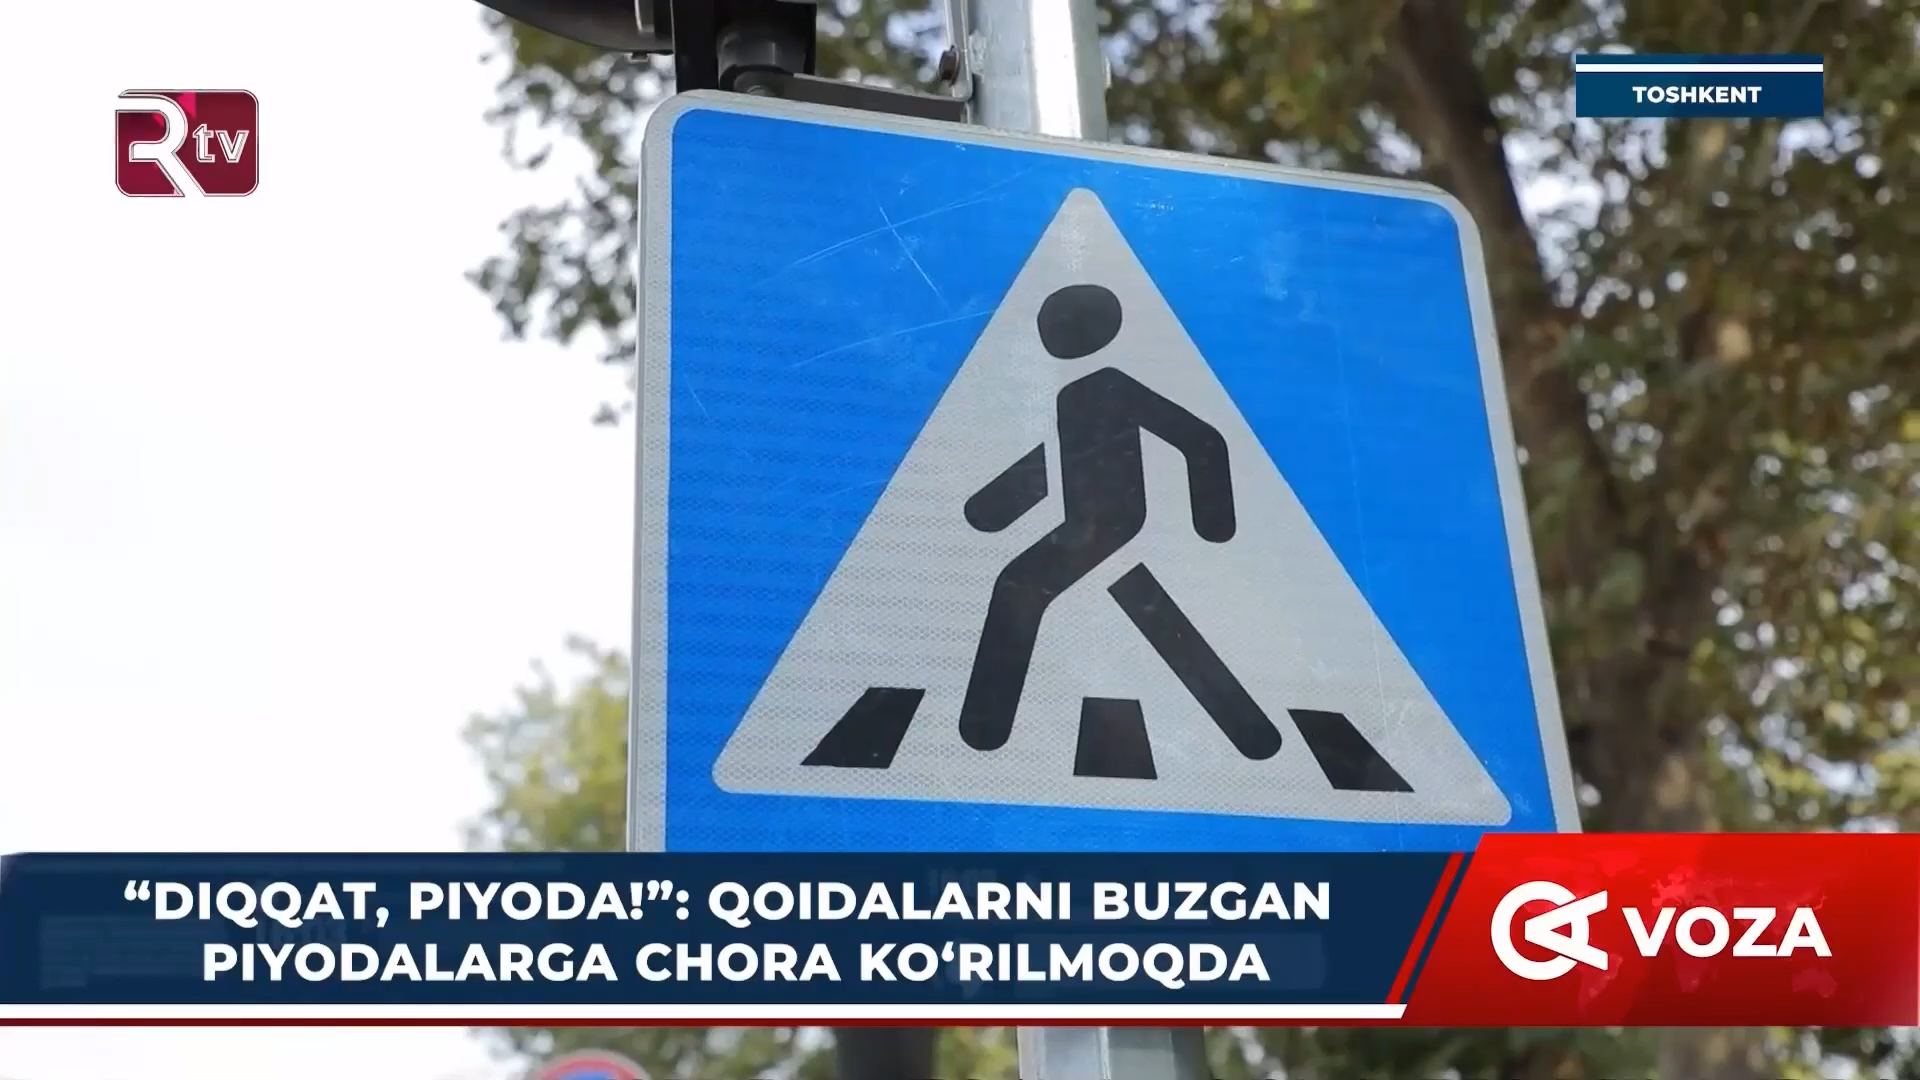 Rtv
TOSHKENT
“DIQQAT, PIYODA!”: QOIDALARNI BUZGAN
PIYODALARGA CHORA KO‘RILMOQDA
VOZA